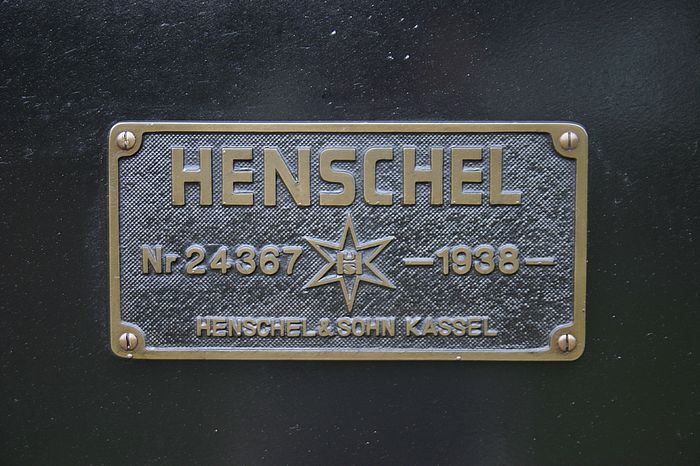 HENSCHEL
Nr 24367 H —1938—
HENSCHEL & SOHN KASSEL